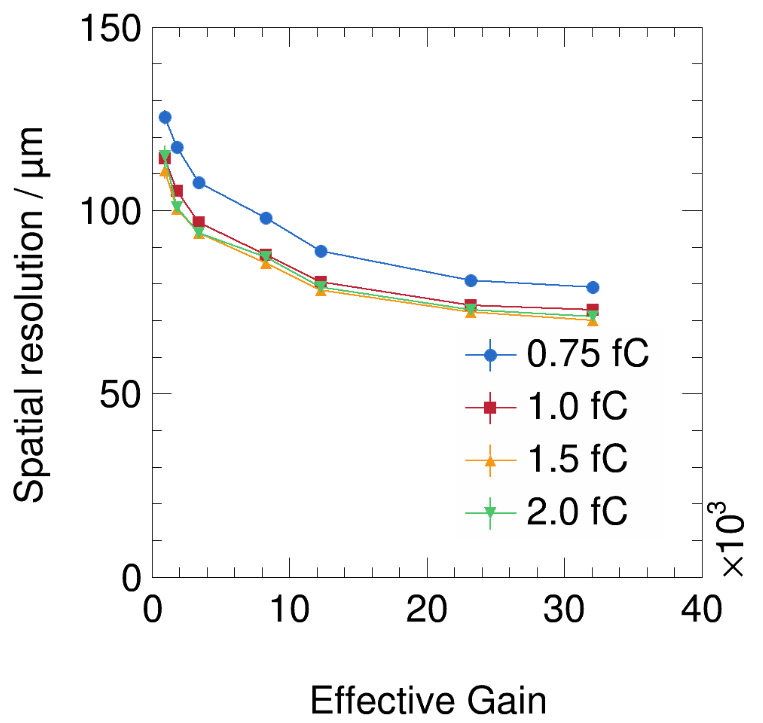 150
100
50
0
Spatial resolution / µm
0.75 fC
1.0 fC
1.5 fC
2.0 fC
×10³
0 10 20 30 40
Effective Gain